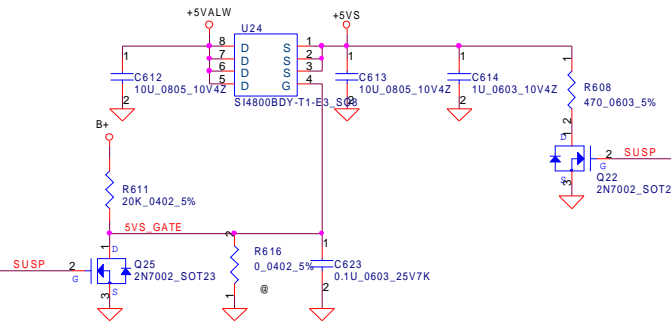 +5VALW
U24
+5VS
8 D S 1
7 D S 2
6 D S 3
5 D G 4
SI4800BDY-T1-E3_SO8
1
C612
10U_0805_10V4Z
2
1
C613
10U_0805_10V4Z
2
1
C614
1U_0603_10V4Z
2
1
R608
470_0603_5%
2
1
D
SUSP
2
G
Q22
2N7002_SOT23
S
3
B+
R611
20K_0402_5%
5VS_GATE
SUSP
2
G
1
D
Q25
2N7002_SOT23
S
3
2
R616
0_0402_5%
@
1
1
C623
0.1U_0603_25V7K
2